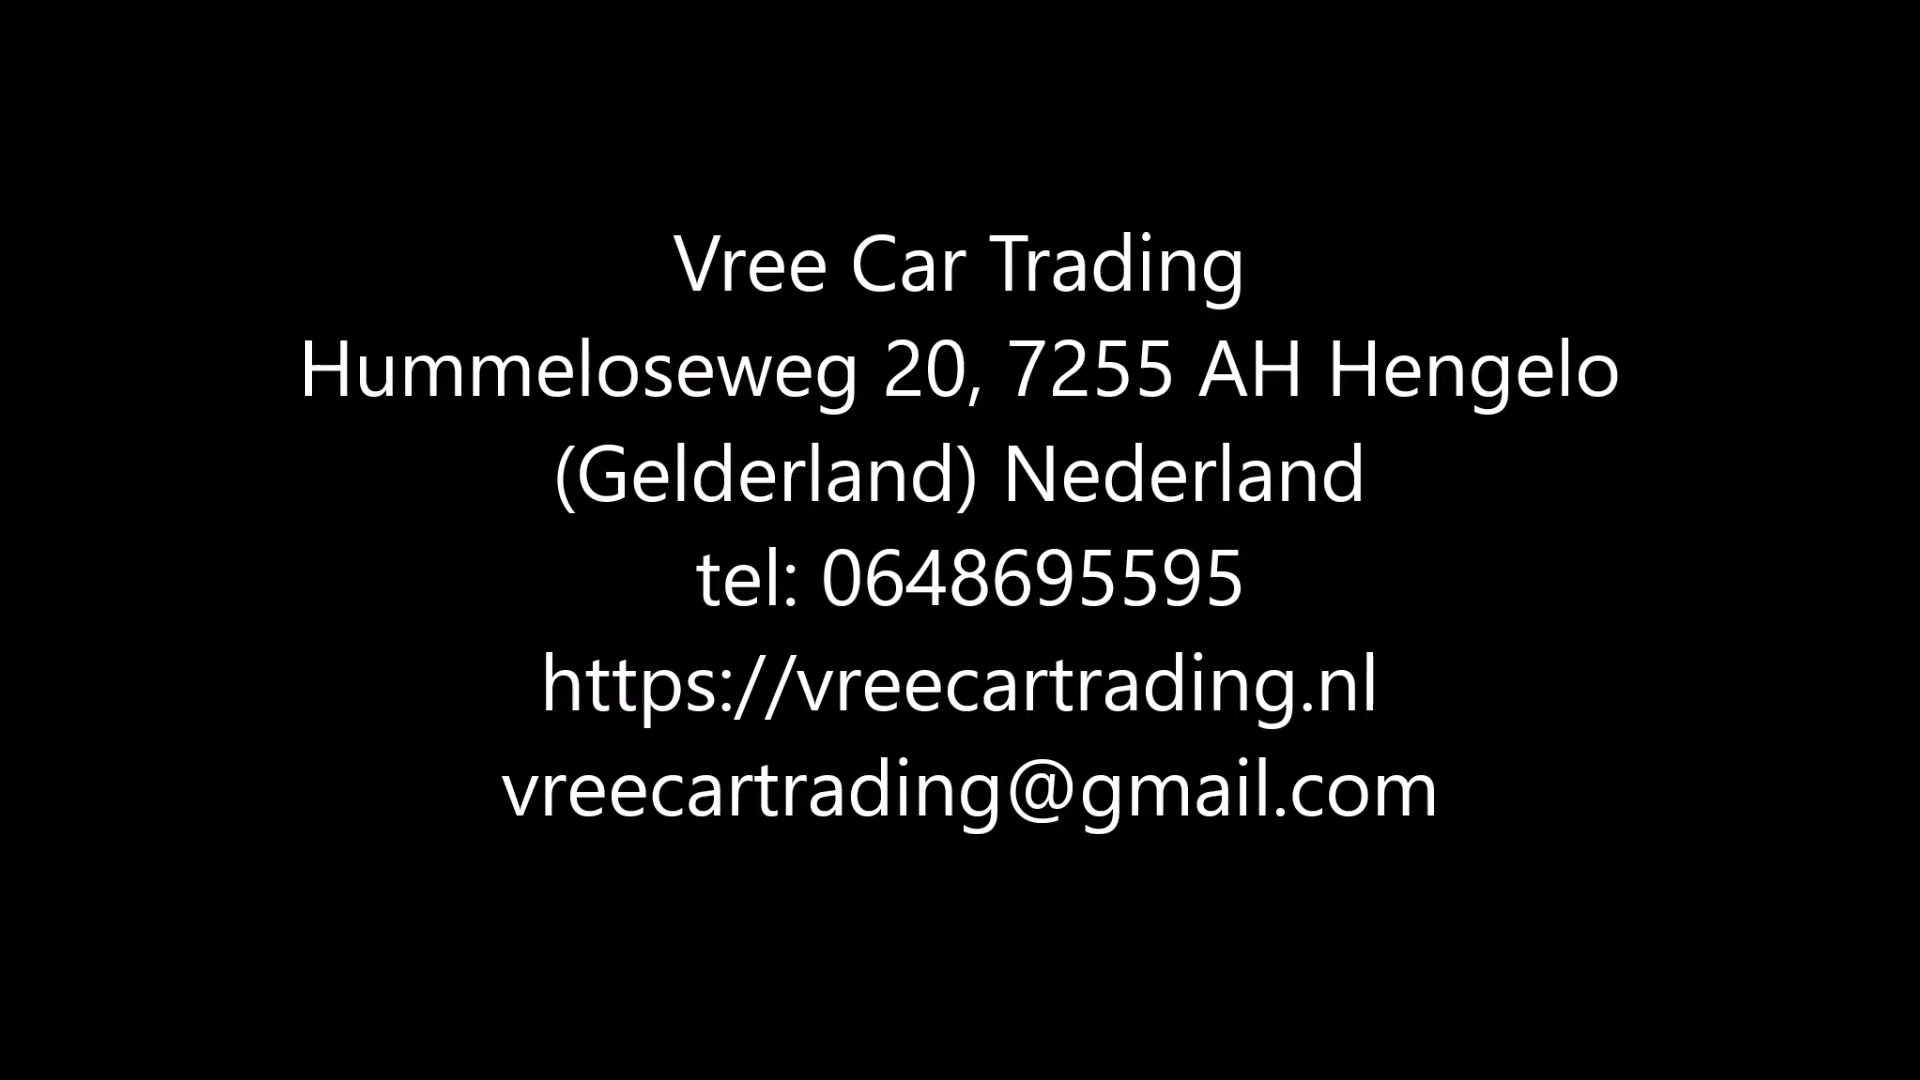 Vree Car Trading
Hummeloseweg 20, 7255 AH Hengelo
(Gelderland) Nederland
tel: 0648695595
https://vreecartrading.nl
vreecartrading@gmail.com